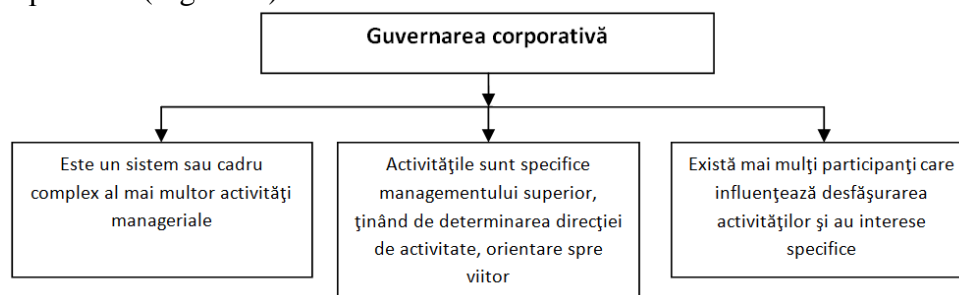 Guvernarea corporativă
Este un sistem sau cadru
complex al mai multor activităţi
manageriale
Activităţile sunt specifice
managementului superior,
ţinând de determinarea direcţiei
de activitate, orientare spre
viitor
Există mai mulţi participanţi care
influenţează desfăşurarea
activităţilor şi au interese
specifice